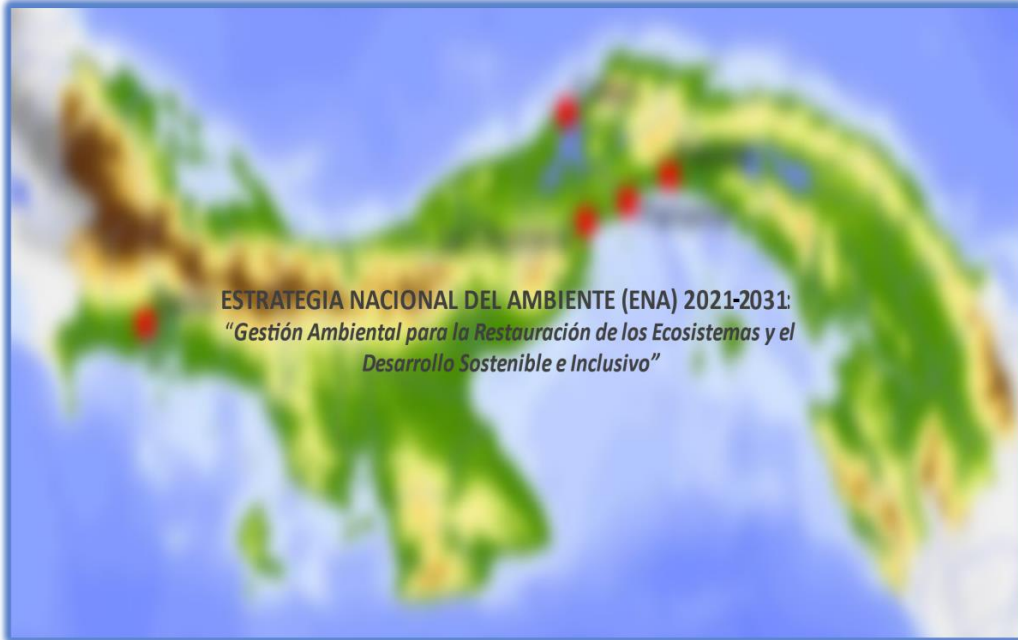 ESTRATEGIA NACIONAL DEL AMBIENTE (ENA) 2021-2031:
“Gestión Ambiental para la Restauración de los Ecosistemas y el
Desarrollo Sostenible e Inclusivo”